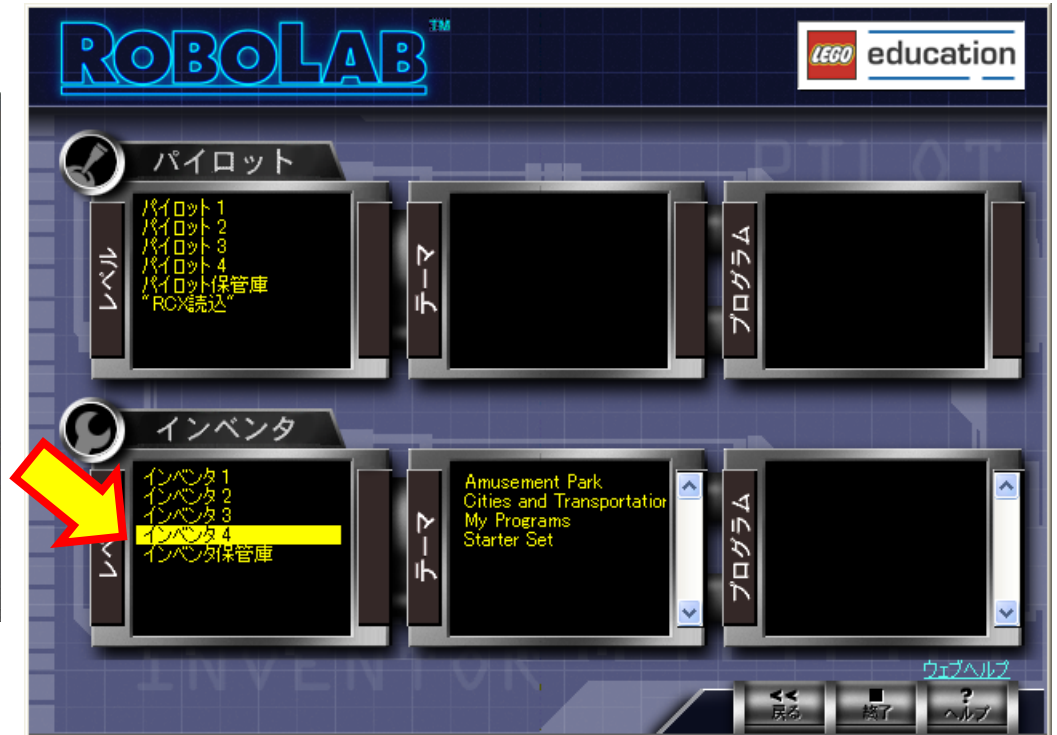 ROBOLAB™
LEGO education
PILOT
パイロット
レベル
パイロット 1
パイロット 2
パイロット 3
パイロット 4
パイロット保管庫
“RCX読込“
テーマ
プログラム
インベンタ
レベル
インベンタ 1
インベンタ 2
インベンタ 3
インベンタ 4
インベンタ保管庫
テーマ
Amusement Park
Cities and Transportation
My Programs
Starter Set
プログラム
INVENTOR
ウェブヘルプ
<<
戻る
終了
?
ヘルプ